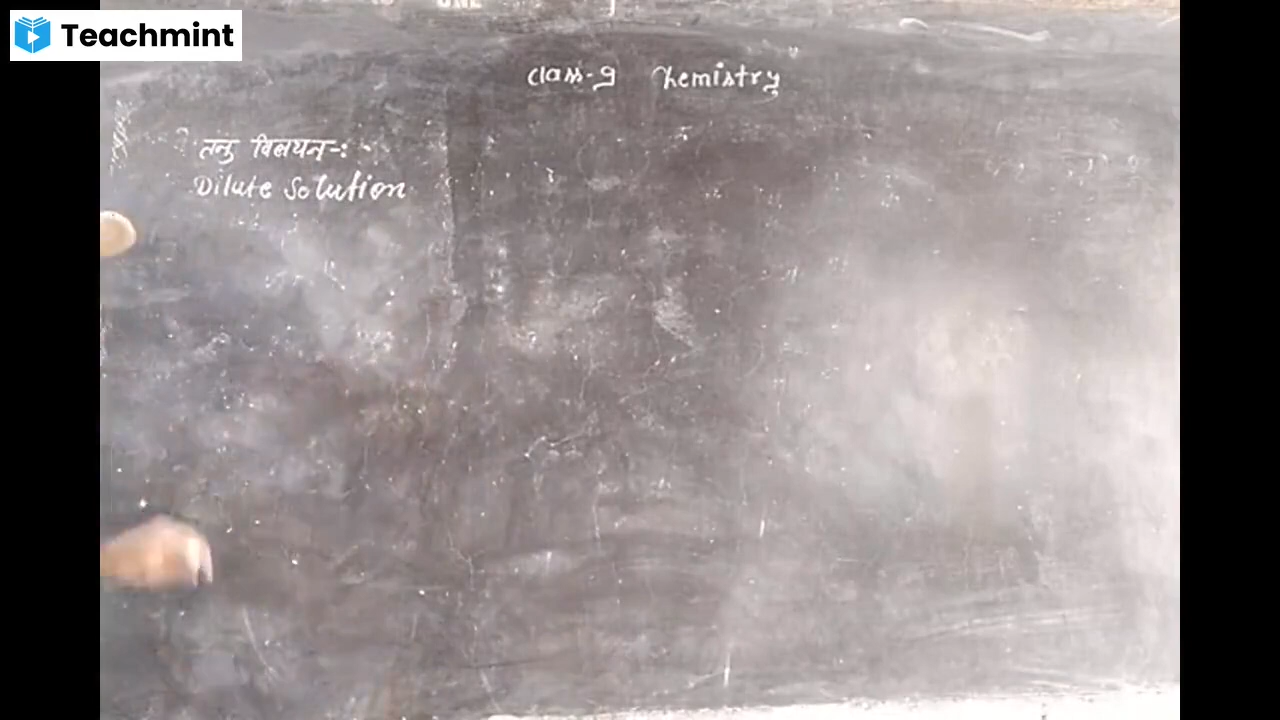 Teachmint
Class-9 Chemistry
तनु विलयन-:
Dilute Solution